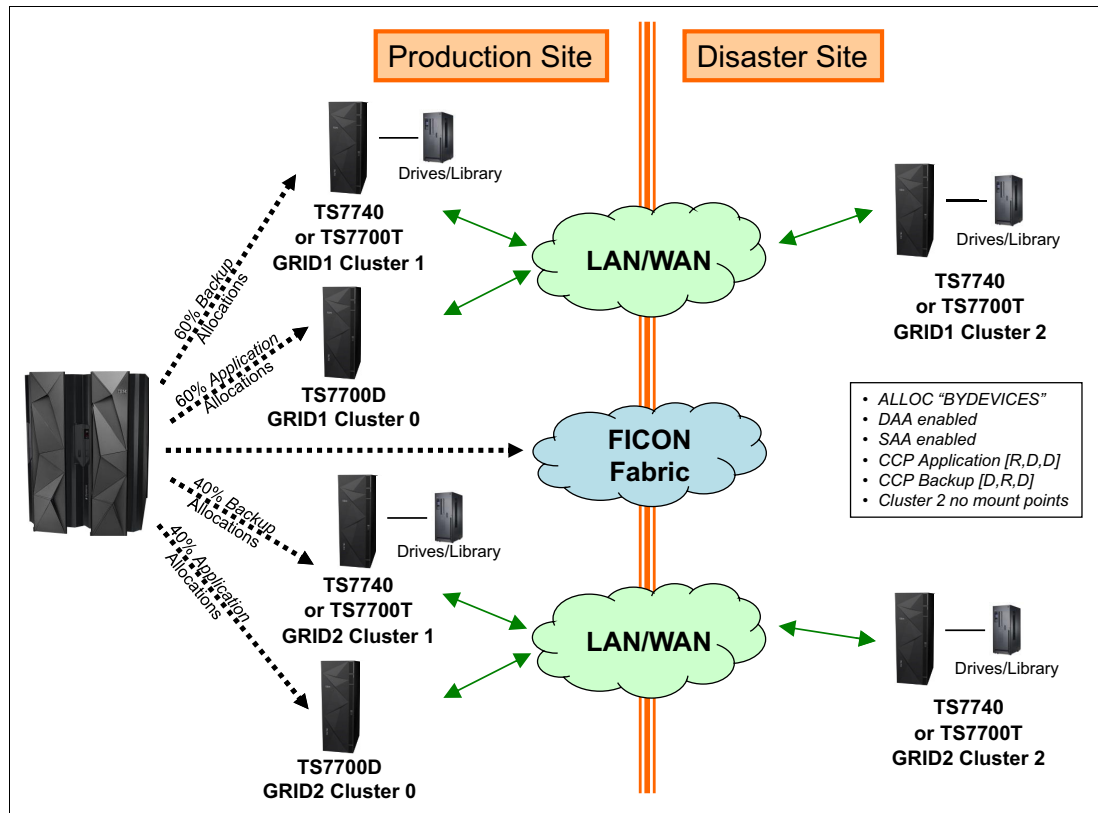 Production Site
Disaster Site
Drives/Library
TS7740
or TS7700T
GRID1 Cluster 1
60% Backup
Allocations
60% Application
Allocations
TS7700D
GRID1 Cluster 0
LAN/WAN
Drives/Library
TS7740
or TS7700T
GRID1 Cluster 2
FICON
Fabric
• ALLOC “BYDEVICES”
• DAA enabled
• SAA enabled
• CCP Application [R,D,D]
• CCP Backup [D,R,D]
• Cluster 2 no mount points
40% Backup
Allocations
40% Application
Allocations
Drives/Library
TS7740
or TS7700T
GRID2 Cluster 1
TS7700D
GRID2 Cluster 0
LAN/WAN
Drives/Library
TS7740
or TS7700T
GRID2 Cluster 2